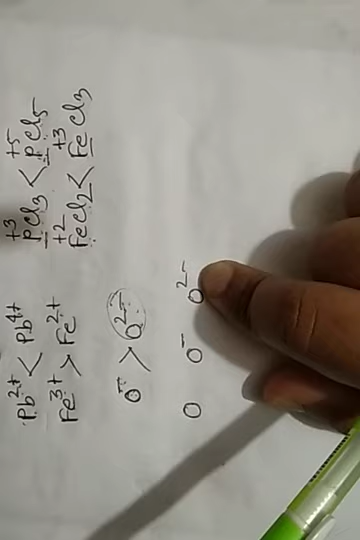 Pb²⁺ < Pb⁴⁺ +3 PCl₃ < +5 PCl₅
Fe³⁺ > Fe²⁺ +2 FeCl₂ < +3 FeCl₃
O⁻ > O²⁻
O O⁻ O²⁻